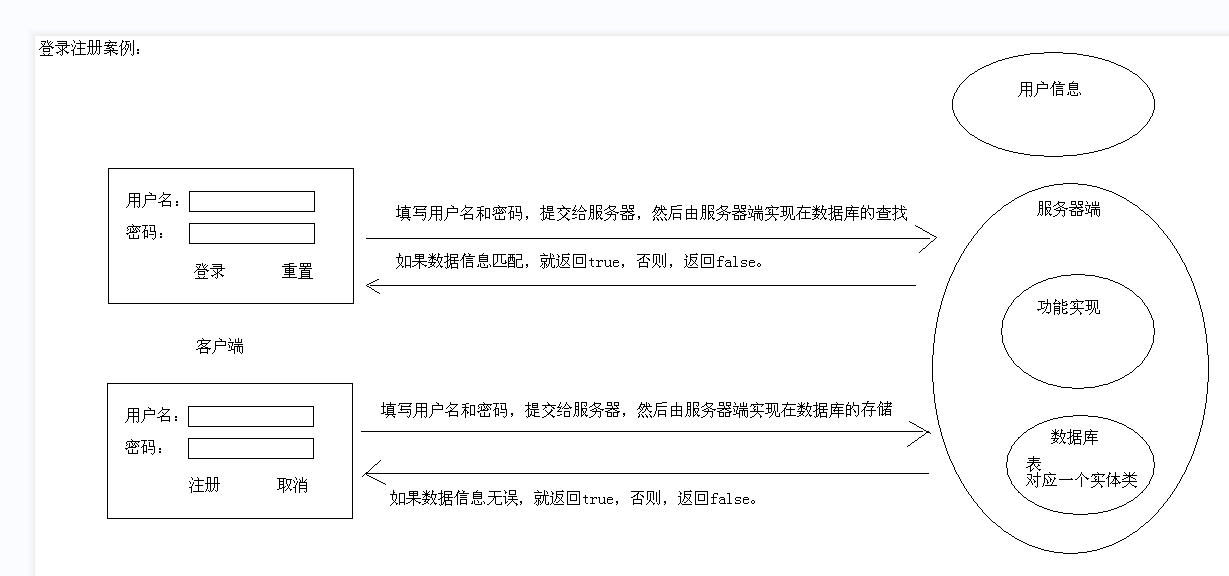 登录注册案例：
用户信息
用户名：
密码：
登录 重置
填写用户名和密码，提交给服务器，然后由服务器端实现在数据库的查找
如果数据信息匹配，就返回true，否则，返回false。
服务器端
功能实现
客户端
用户名：
密码：
注册 取消
填写用户名和密码，提交给服务器，然后由服务器端实现在数据库的存储
如果数据信息无误，就返回true，否则，返回false。
数据库
表
对应一个实体类